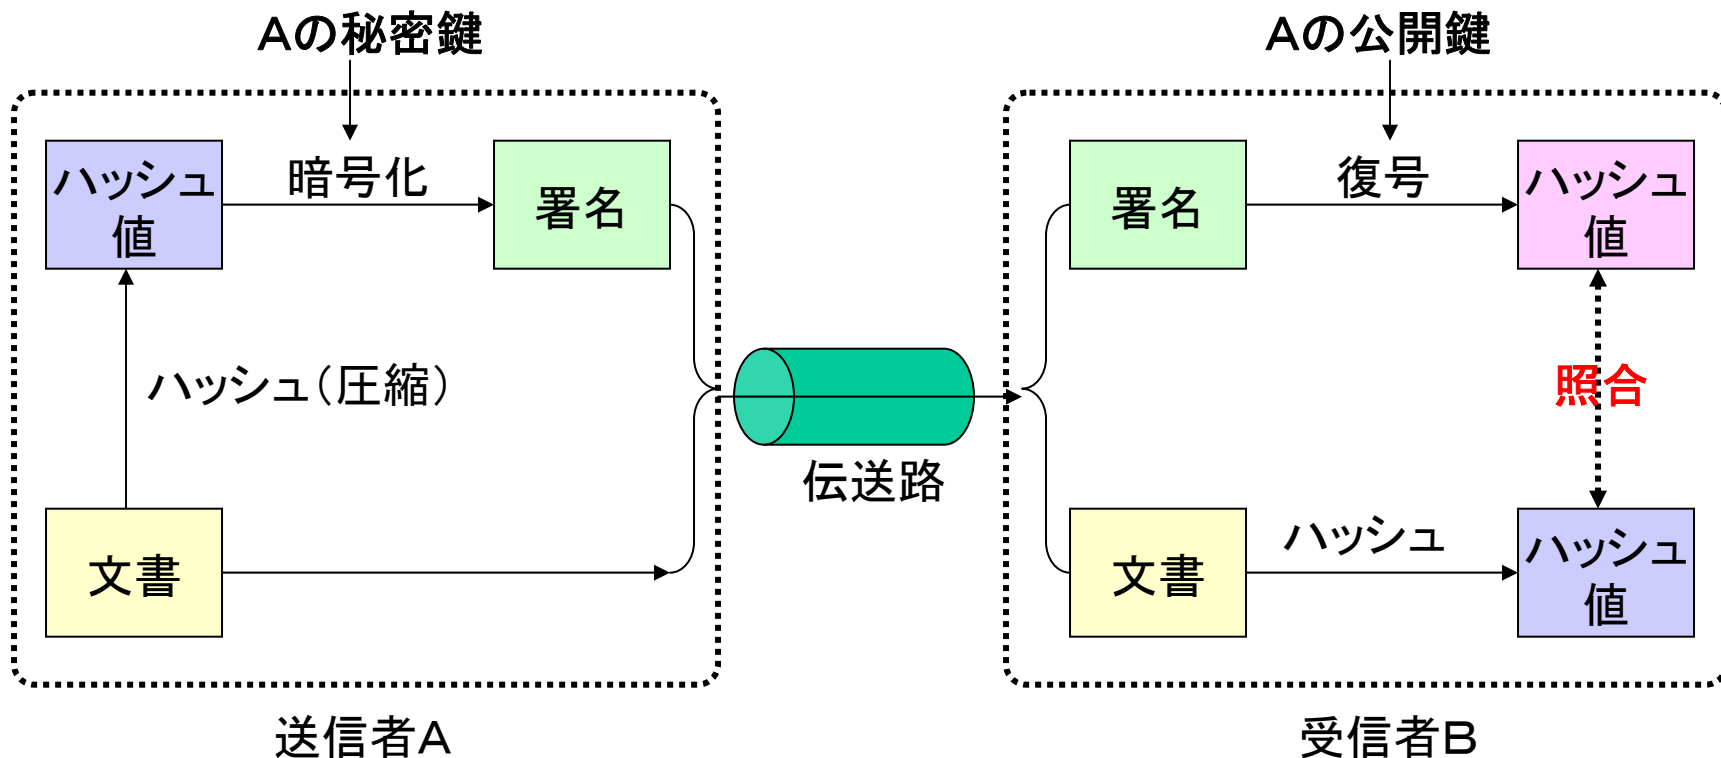 Aの秘密鍵
Aの公開鍵
ハッシュ
値
暗号化
署名
署名
復号
ハッシュ
値
ハッシュ（圧縮）
照合
伝送路
文書
文書
ハッシュ
ハッシュ
値
送信者A
受信者B